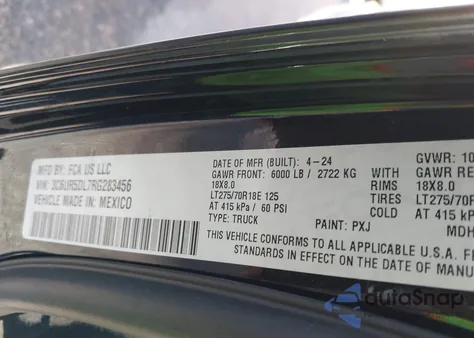 MFD BY: FCA US LLC
3C6UR5DL7RG283456
VEHICLE MADE IN: MEXICO
DATE OF MFR (BUILT): 4-24
GAWR FRONT: 6000 LB / 2722 KG
18X8.0
LT275/70R18E 125
AT 415 kPa / 60 PSI
TYPE: TRUCK PAINT: PXJ
THIS VEHICLE CONFORMS TO ALL APPLICABLE U.S.A.
STANDARDS IN EFFECT ON THE DATE OF MANU
GVWR: 10
GAWR RE
WITH
RIMS 18X8.0
TIRES LT275/70
AT 415 kPa
MDH
autoSnap